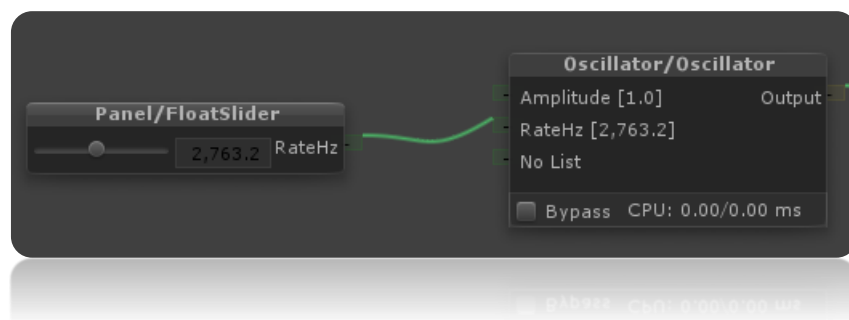 Panel/FloatSlider
2,763.2 RateHz
Oscillator/Oscillator
Amplitude [1.0] Output
RateHz [2,763.2]
No List
Bypass CPU: 0.00/0.00 ms